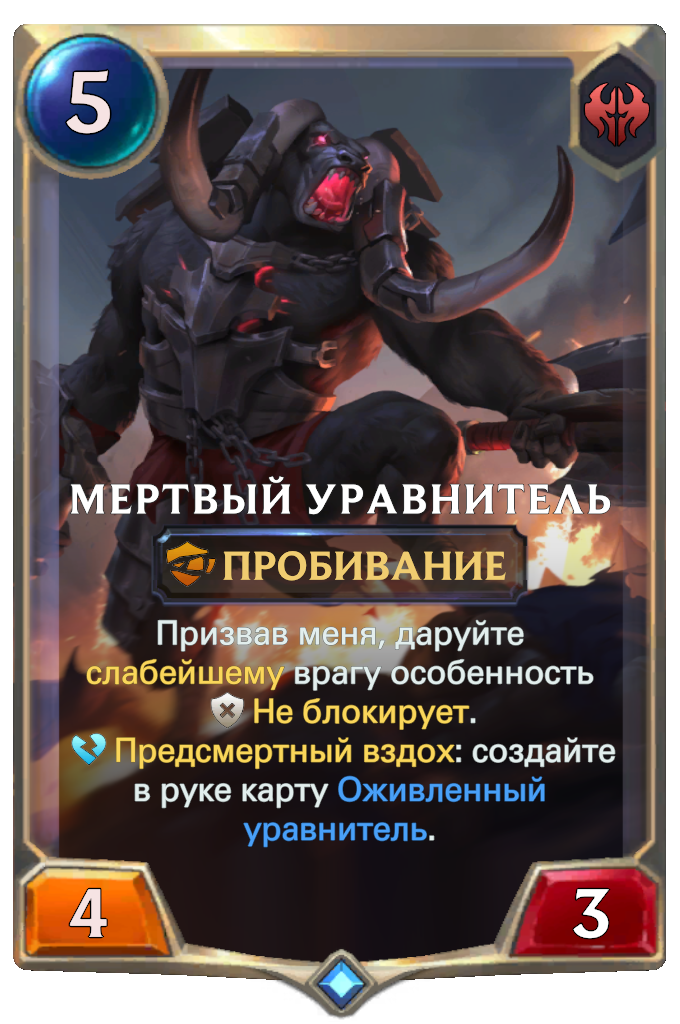 5
МЕРТВЫЙ УРАВНИТЕЛЬ
ПРОБИВАНИЕ
Призвав меня, даруйте
слабейшему врагу особенность
Не блокирует.
Предсмертный вздох: создайте
в руке карту Оживленный
уравнитель.
4
3